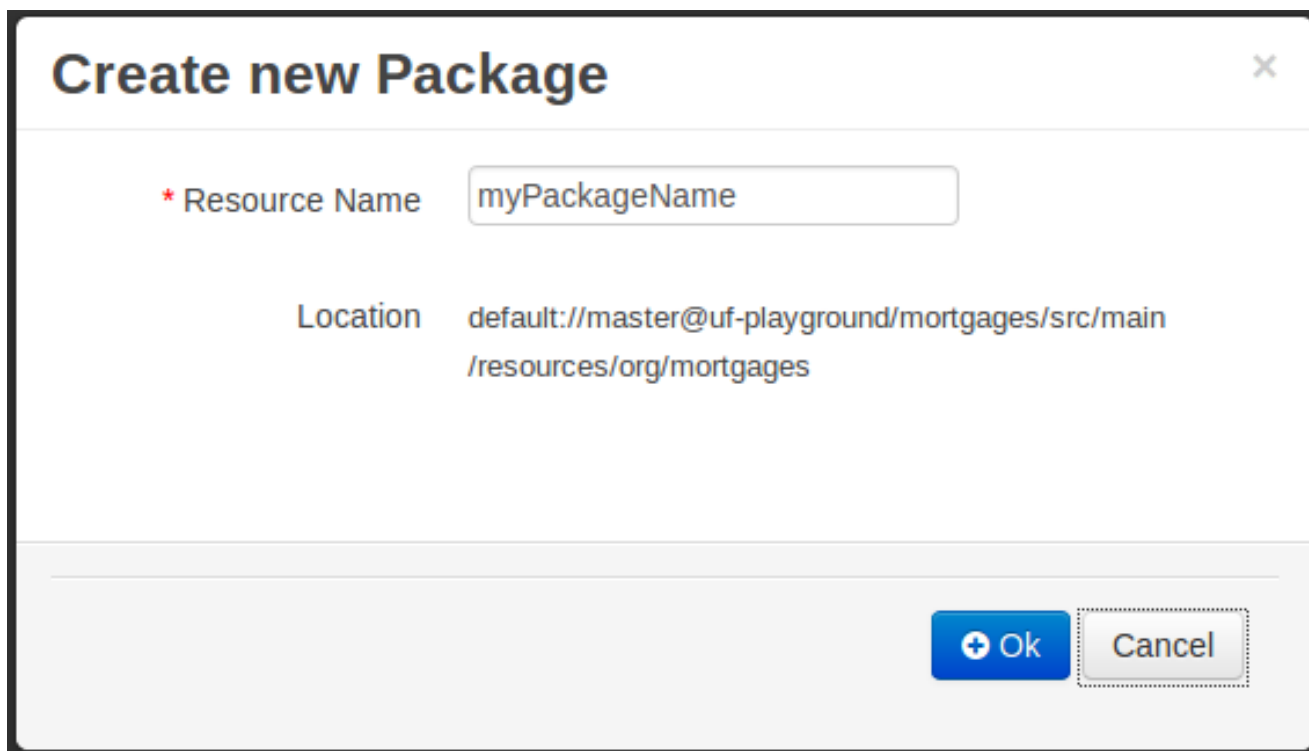 Create new Package ×
* Resource Name myPackageName
Location default://master@uf-playground/mortgages/src/main
/resources/org/mortgages
Ok Cancel